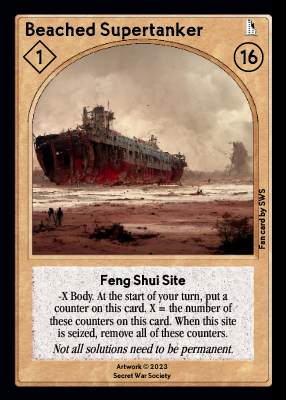 Beached Supertanker
1
16
Fan card by SWS
Feng Shui Site
-X Body. At the start of your turn, put a
counter on this card. X = the number of
these counters on this card. When this site
is seized, remove all of these counters.
Not all solutions need to be permanent.
Artwork © 2023
Secret War Society